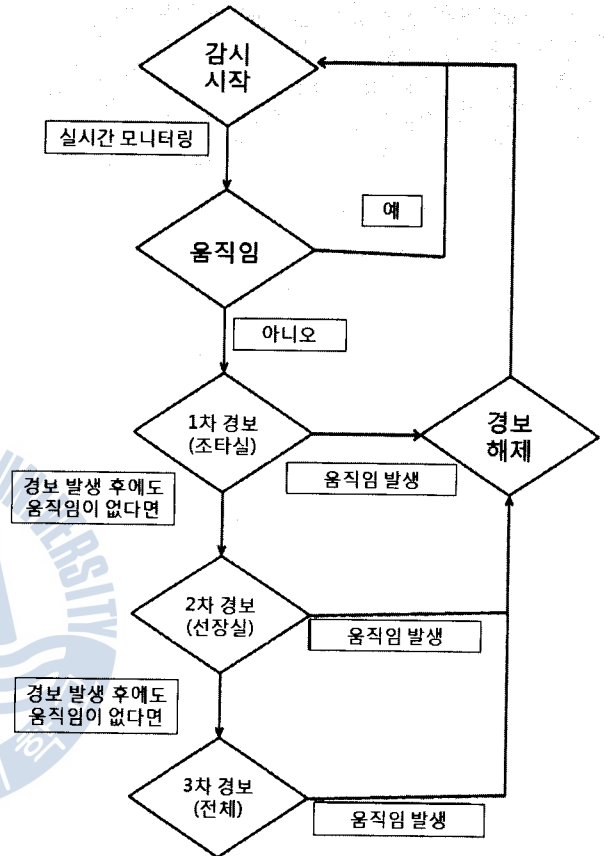 감시
시작
실시간 모니터링
예
움직임
아니오
1차 경보
(조타실)
경보
해제
움직임 발생
경보 발생 후에도
움직임이 없다면
2차 경보
(선장실)
움직임 발생
경보 발생 후에도
움직임이 없다면
3차 경보
(전체)
움직임 발생